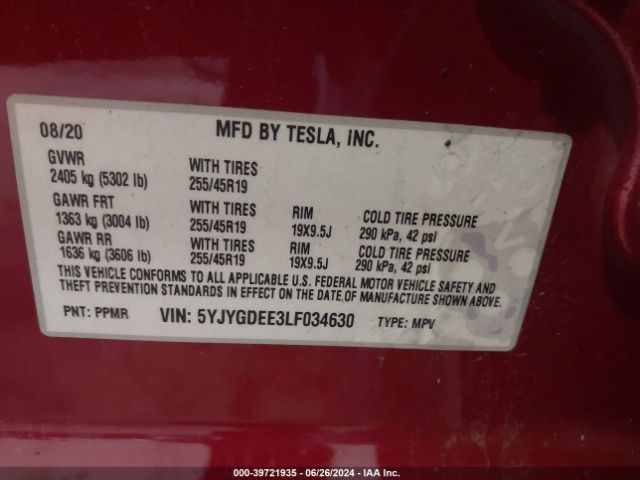 08/20 MFD BY TESLA, INC.
GVWR WITH TIRES
2405 kg (5302 lb) 255/45R19
GAWR FRT WITH TIRES RIM COLD TIRE PRESSURE
1363 kg (3004 lb) 255/45R19 19X9.5J 290 kPa, 42 psi
GAWR RR WITH TIRES RIM COLD TIRE PRESSURE
1636 kg (3606 lb) 255/45R19 19X9.5J 290 kPa, 42 psi
THIS VEHICLE CONFORMS TO ALL APPLICABLE U.S. FEDERAL MOTOR VEHICLE SAFETY AND
THEFT PREVENTION STANDARDS IN EFFECT ON THE DATE OF MANUFACTURE SHOWN ABOVE.
PNT: PPMR VIN: 5YJYGDEE3LF034630 TYPE: MPV
000-39721935 - 06/26/2024 - IAA Inc.